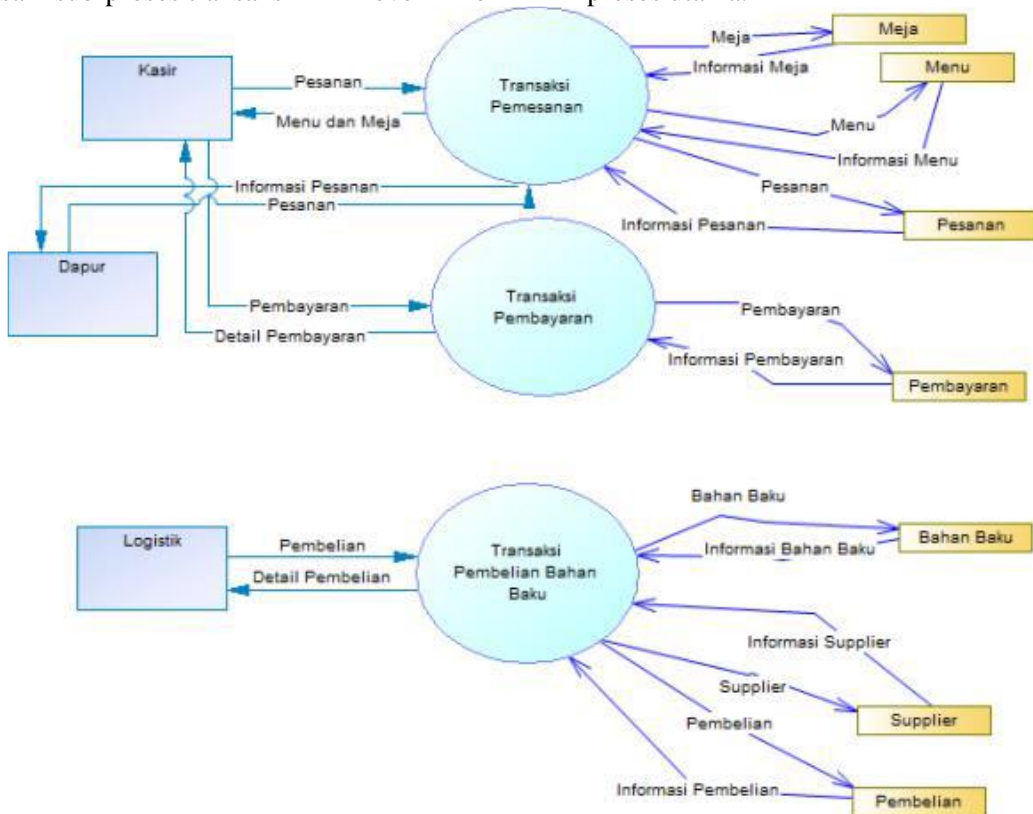 Kasir
Pesanan
Menu dan Meja
Transaksi
Pemesanan
Meja
Meja
Informasi Meja
Menu
Menu
Informasi Menu
Informasi Pesanan
Pesanan
Pesanan
Informasi Pesanan
Pesanan
Dapur
Pembayaran
Detail Pembayaran
Transaksi
Pembayaran
Pembayaran
Informasi Pembayaran
Pembayaran
Logistik
Pembelian
Detail Pembelian
Transaksi
Pembelian Bahan
Baku
Bahan Baku
Informasi Bahan Baku
Bahan Baku
Informasi Supplier
Supplier
Supplier
Pembelian
Informasi Pembelian
Pembelian